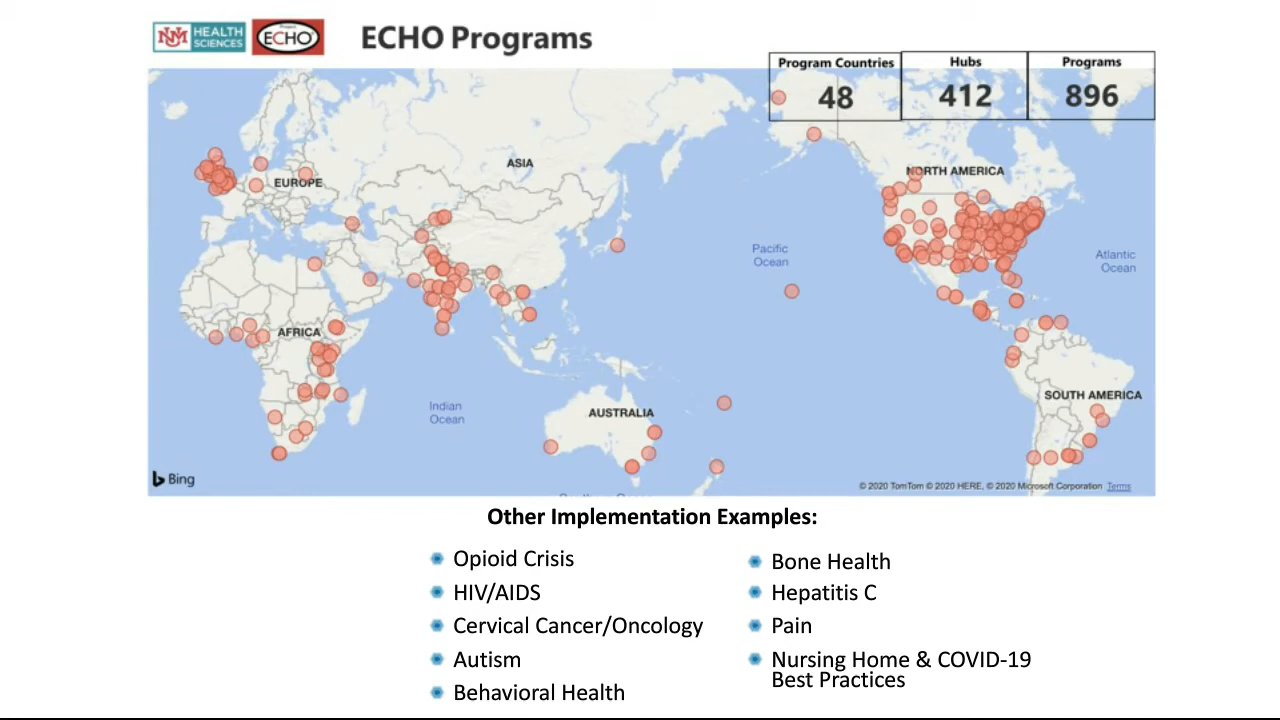 UNM HEALTH SCIENCES
Project
ECHO
ECHO Programs
Program Countries
48
Hubs
412
Programs
896
ASIA
EUROPE
NORTH AMERICA
Pacific
Ocean
Atlantic
Ocean
AFRICA
Indian
Ocean
AUSTRALIA
SOUTH AMERICA
Bing
© 2020 TomTom © 2020 HERE, © 2020 Microsoft Corporation Terms
Other Implementation Examples:
Opioid Crisis
HIV/AIDS
Cervical Cancer/Oncology
Autism
Behavioral Health
Bone Health
Hepatitis C
Pain
Nursing Home & COVID-19
Best Practices